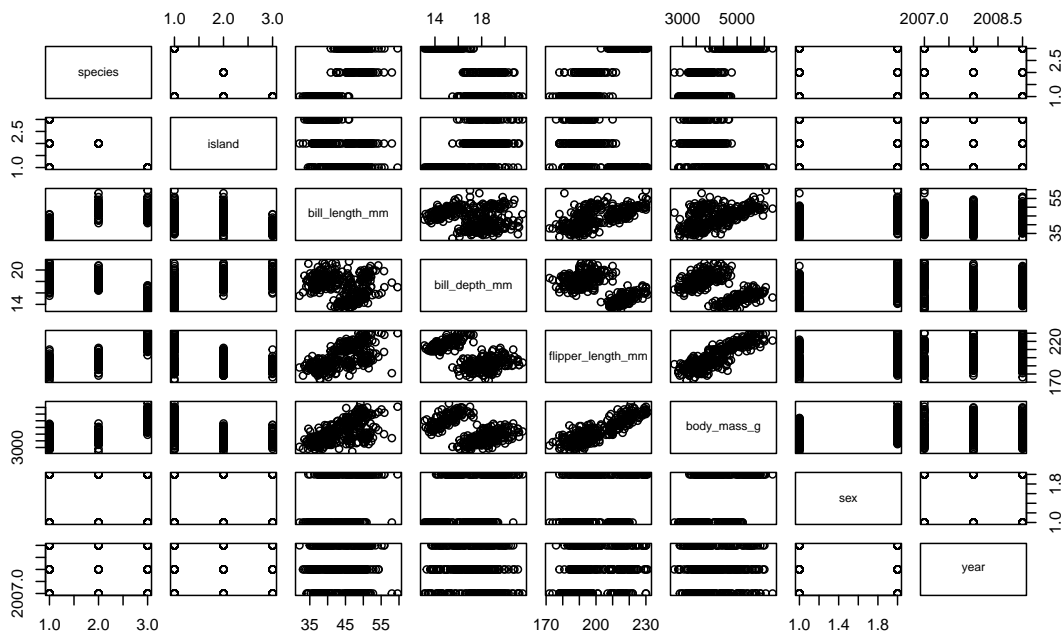 1.0 2.0 3.0 14 18 3000 5000 2007.0 2008.5
species
1.0 2.5
1.0 2.5
island
bill_length_mm
35 55
14 20
bill_depth_mm
flipper_length_mm
170 220
3000
body_mass_g
sex
1.0 1.8
2007.0
year
1.0 2.0 3.0 35 45 55 170 200 230 1.0 1.4 1.8